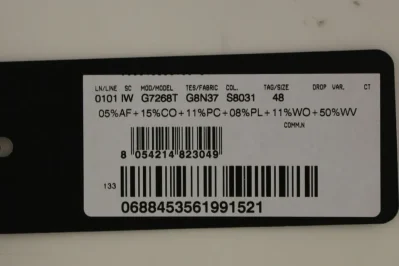 LN/LINE SC MOD/MODEL TES/FABRIC COL. TAG/SIZE DROP VAR. CT
0101 IW G7268T G8N37 S8031 48
05%AF+15%CO+11%PC+08%PL+11%WO+50%WV
COMM.N
8 054214 823049
133
0688453561991521